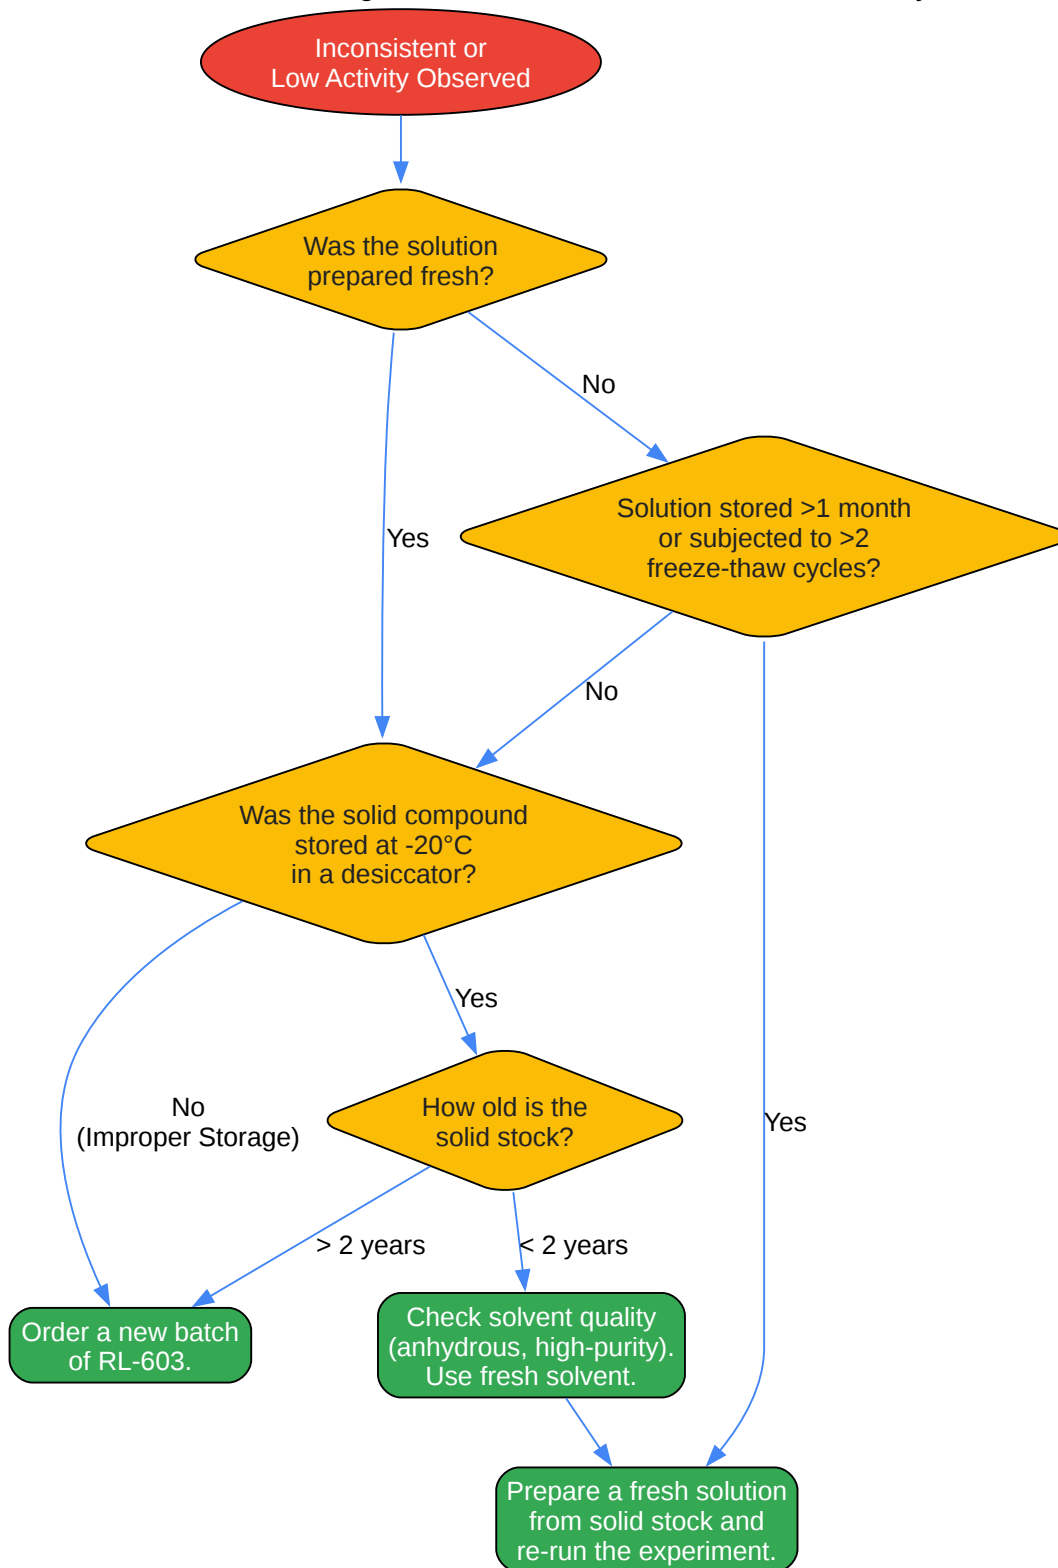 Inconsistent or
Low Activity Observed
Was the solution
prepared fresh?
No
Solution stored >1 month
or subjected to >2
freeze-thaw cycles?
Yes
No
Was the solid compound
stored at -20°C
in a desiccator?
Yes
How old is the
solid stock?
No
(Improper Storage)
Yes
> 2 years
< 2 years
Order a new batch
of RL-603.
Check solvent quality
(anhydrous, high-purity).
Use fresh solvent.
Prepare a fresh solution
from solid stock and
re-run the experiment.